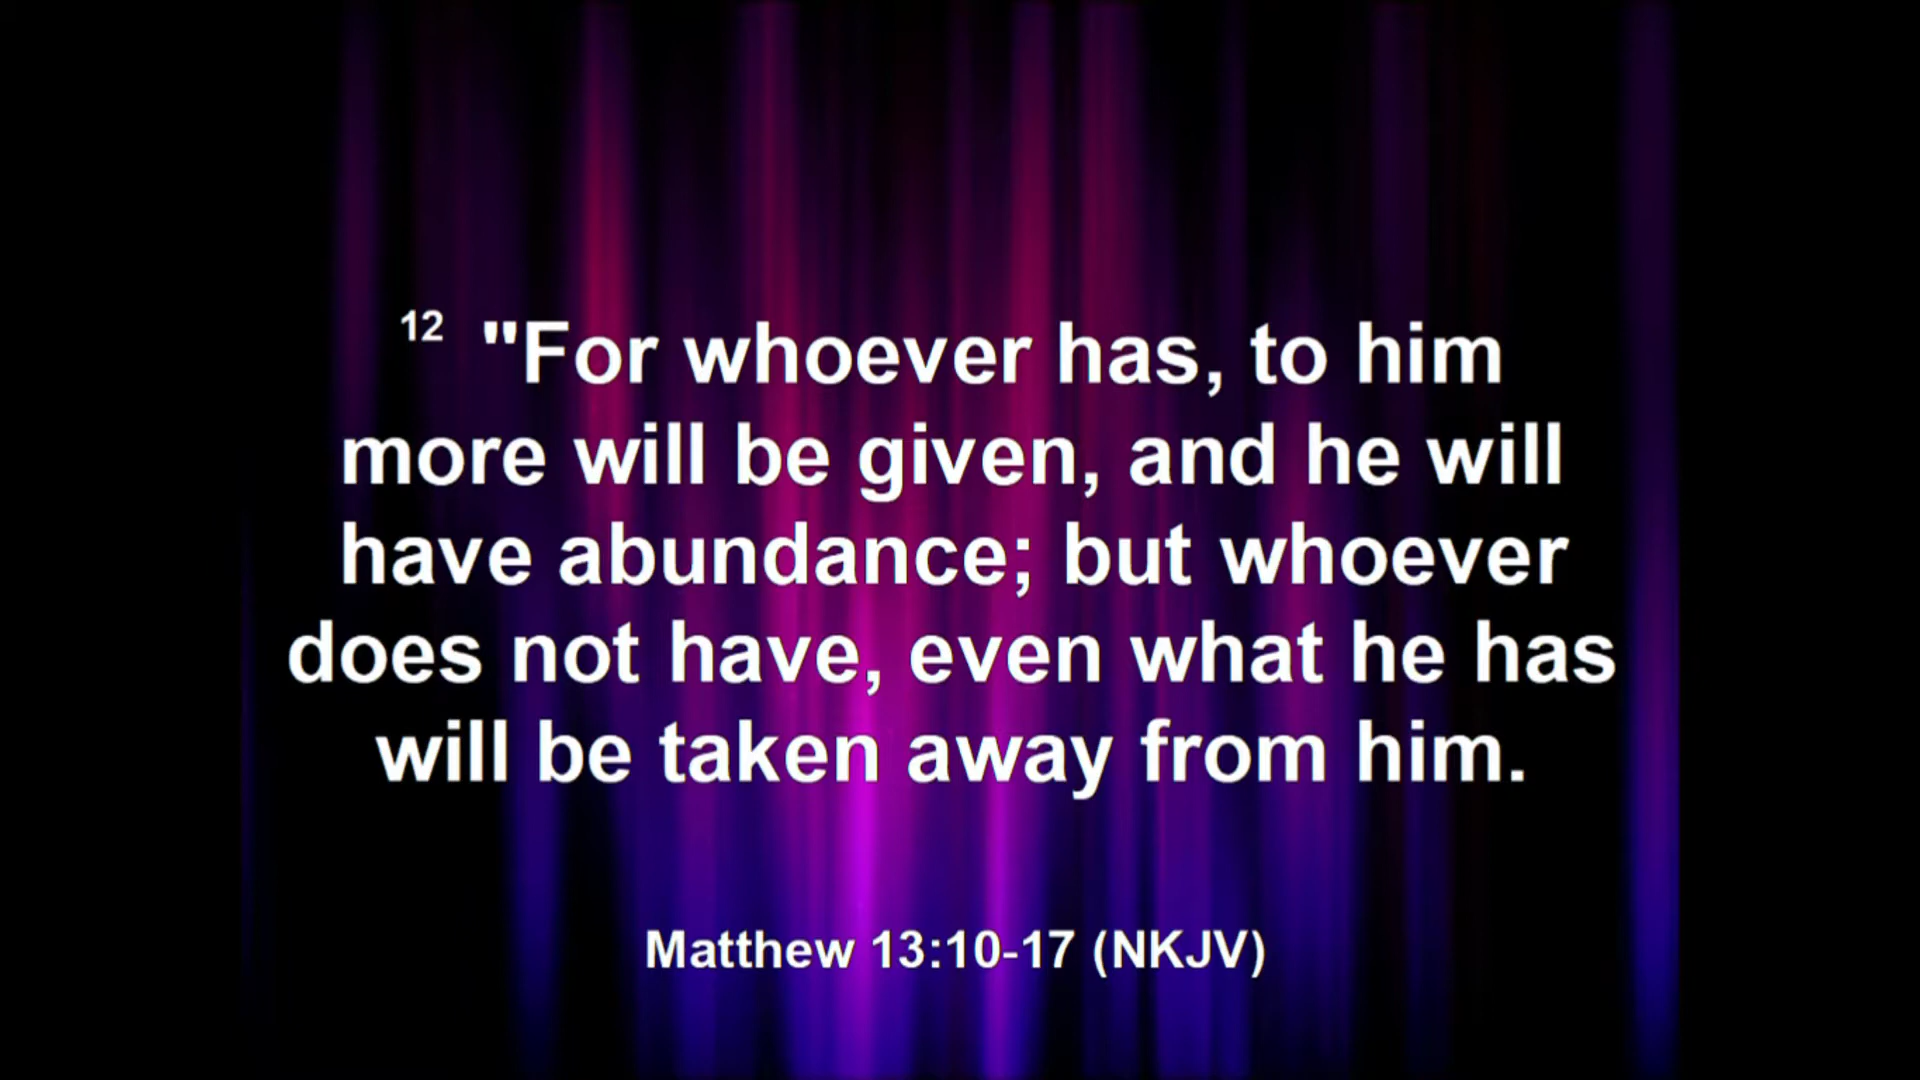 12 "For whoever has, to him
more will be given, and he will
have abundance; but whoever
does not have, even what he has
will be taken away from him.
Matthew 13:10-17 (NKJV)